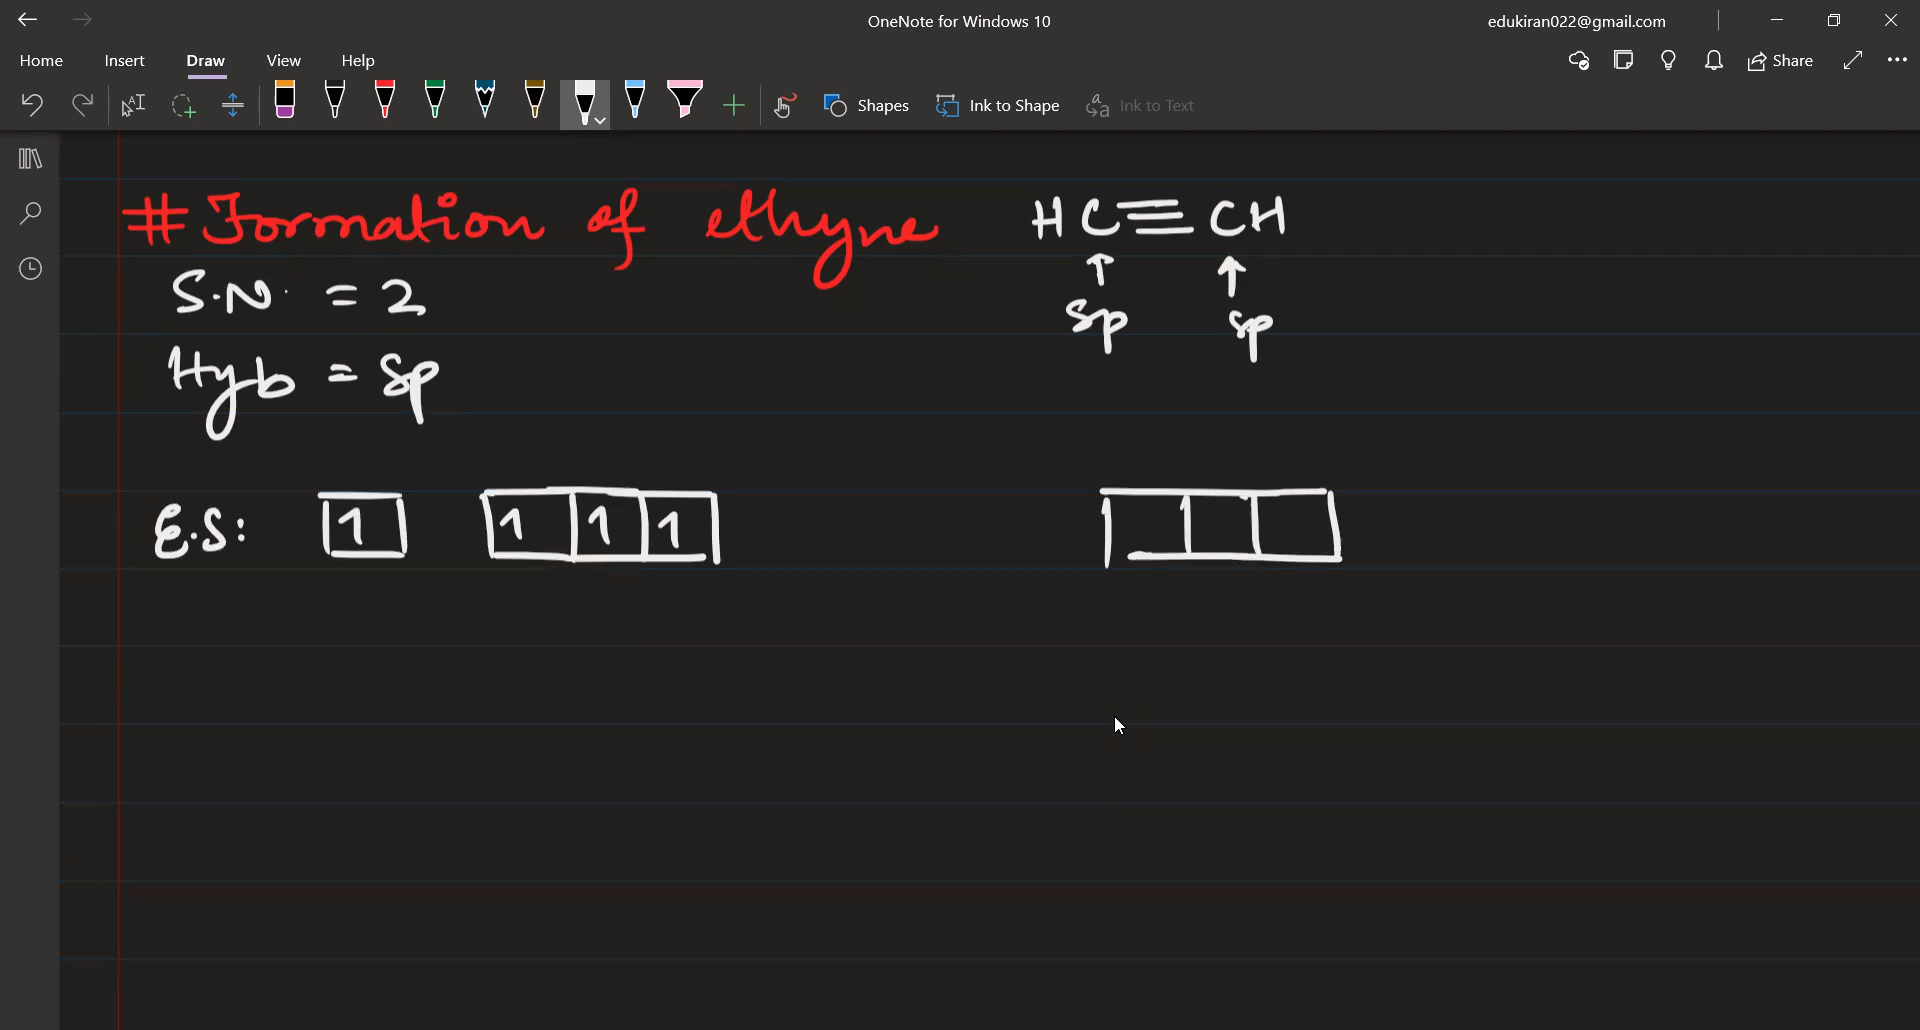 OneNote for Windows 10
edukiran022@gmail.com
Home Insert Draw View Help
Share
Shapes Ink to Shape Ink to Text
# Formation of ethyne
HC≡CH
S.N. = 2
sp sp
Hyb = sp
E.S: 1 1 1 1